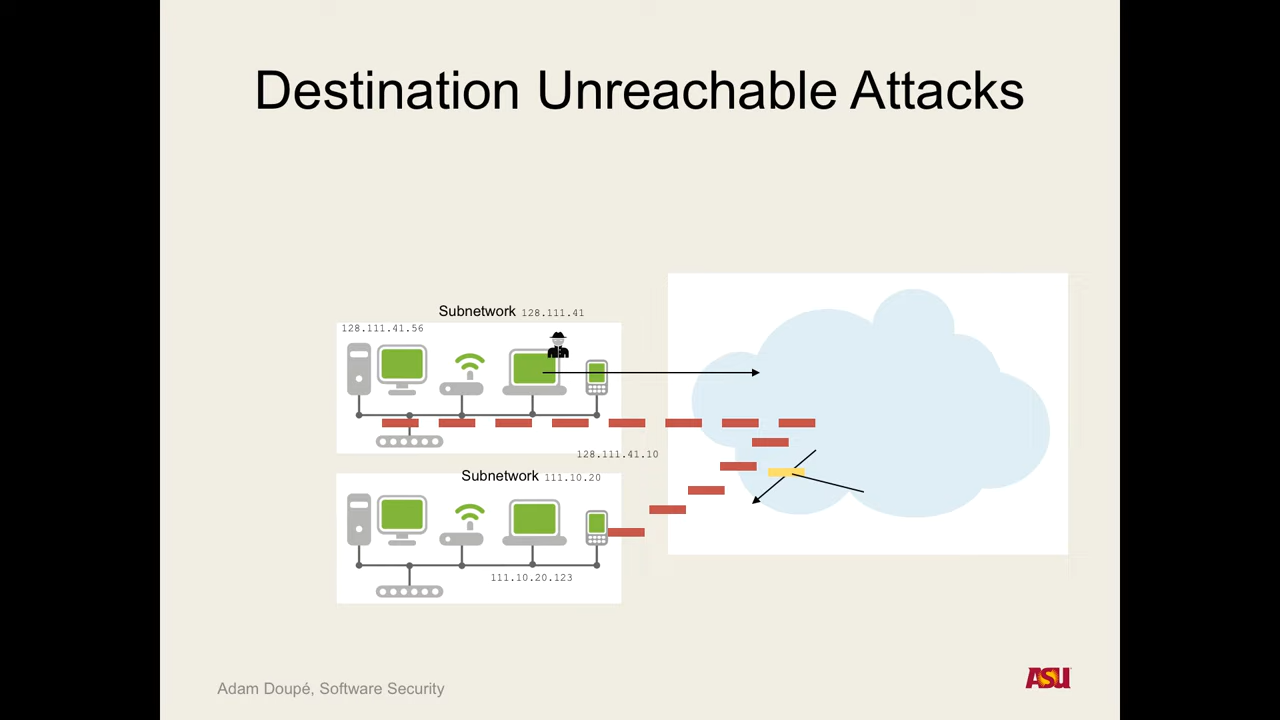 Destination Unreachable Attacks
Subnetwork 128.111.41
128.111.41.56
128.111.41.10
Subnetwork 111.10.20
111.10.20.123
Adam Doupé, Software Security
ASU